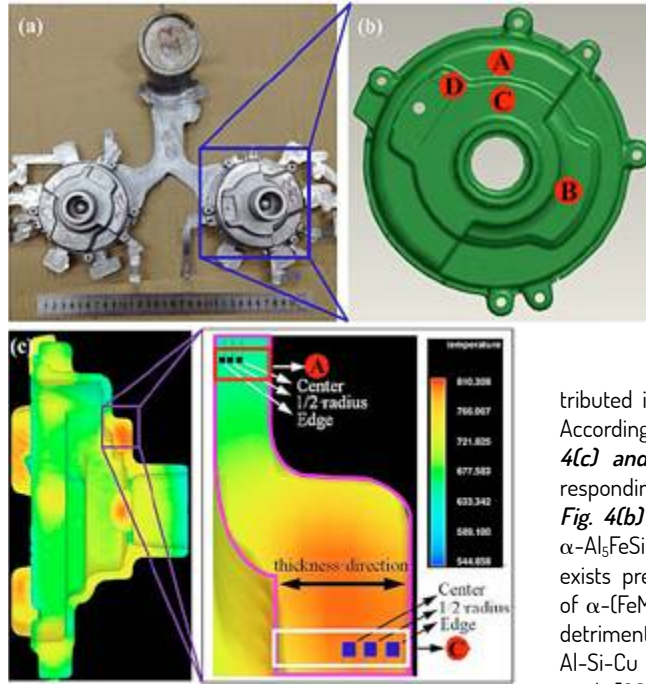 (a)
(b)
A
D
C
B
(c)
A
Center
1/2 radius
Edge
thickness direction
Center
1/2 radius
Edge
C
temperature
810.308
766.067
721.825
677.583
633.342
589.100
544.858
tributed i
According
4(c) and
respondin
Fig. 4(b)
α-Al₅FeSi
exists pre
of α-(FeM
detriment
Al-Si-Cu